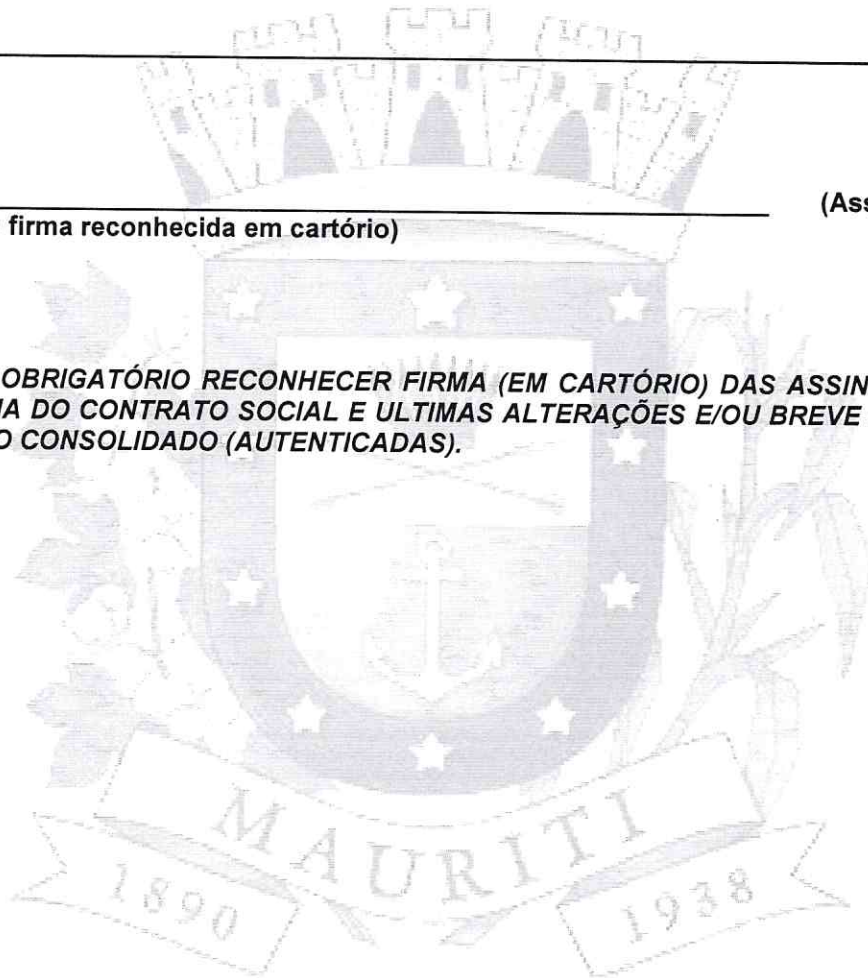 (Ass
firma reconhecida em cartório)
OBRIGATÓRIO RECONHECER FIRMA (EM CARTÓRIO) DAS ASSIN
IA DO CONTRATO SOCIAL E ULTIMAS ALTERAÇÕES E/OU BREVE
O CONSOLIDADO (AUTENTICADAS).
MAURITI
1890
1938